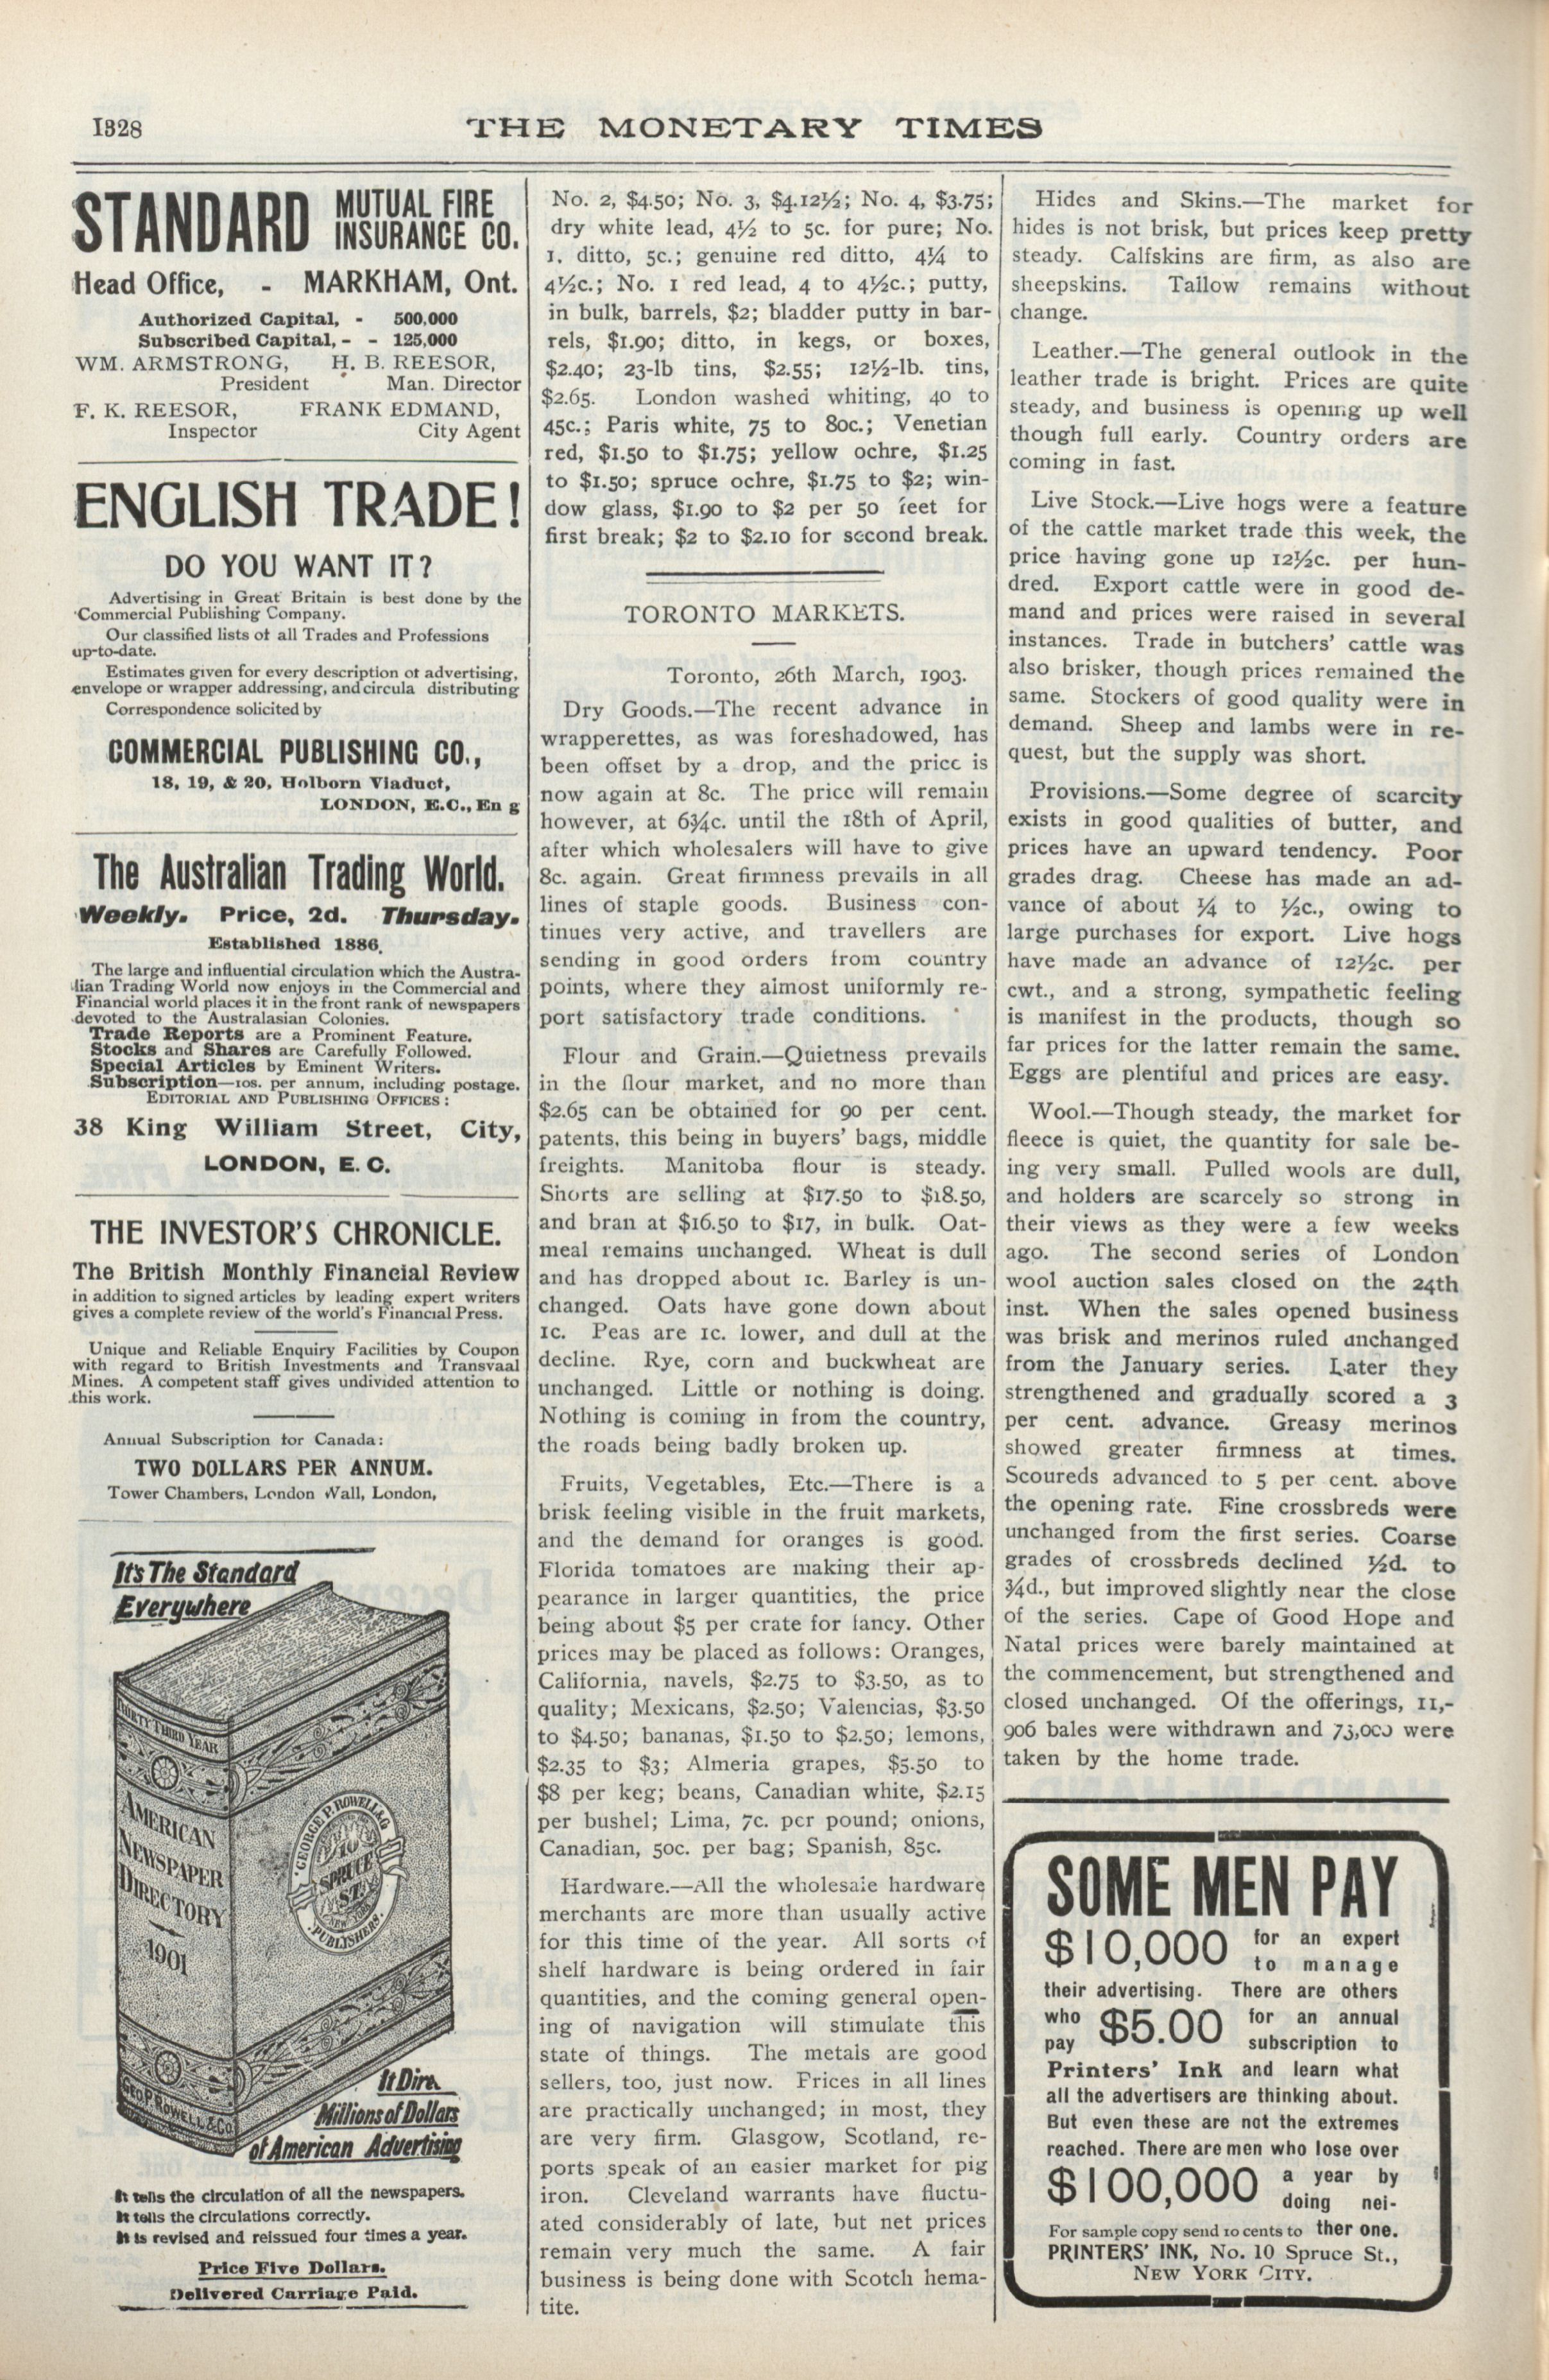 1328
THE MONETARY TIMES
STANDARD MUTUAL FIRE
INSURANCE CO.
Head Office, - MARKHAM, Ont.
Authorized Capital, - 500,000
Subscribed Capital, - - 125,000
WM. ARMSTRONG, H. B. REESOR,
President Man. Director
F. K. REESOR, FRANK EDMAND,
Inspector City Agent
ENGLISH TRADE!
DO YOU WANT IT?
Advertising in Great Britain is best done by the
Commercial Publishing Company.
Our classified lists of all Trades and Professions
up-to-date.
Estimates given for every description of advertising,
envelope or wrapper addressing, and circula distributing
Correspondence solicited by
COMMERCIAL PUBLISHING CO.,
18, 19, & 20, Holborn Viaduct,
LONDON, E.C., En g
The Australian Trading World.
Weekly. Price, 2d. Thursday.
Established 1886.
The large and influential circulation which the Austra-
lian Trading World now enjoys in the Commercial and
Financial world places it in the front rank of newspapers
devoted to the Australasian Colonies.
Trade Reports are a Prominent Feature.
Stocks and Shares are Carefully Followed.
Special Articles by Eminent Writers.
Subscription—10s. per annum, including postage.
EDITORIAL AND PUBLISHING OFFICES:
38 King William Street, City,
LONDON, E. C.
THE INVESTOR'S CHRONICLE.
The British Monthly Financial Review
in addition to signed articles by leading expert writers
gives a complete review of the world's Financial Press.
Unique and Reliable Enquiry Facilities by Coupon
with regard to British Investments and Transvaal
Mines. A competent staff gives undivided attention to
this work.
Annual Subscription for Canada:
TWO DOLLARS PER ANNUM.
Tower Chambers, London Wall, London,
It's The Standard
Everywhere
THIRTY THIRD YEAR
AMERICAN
NEWSPAPER
DIRECTORY
1901
GEO. P. ROWELL & CO.
GEORGE P. ROWELL & CO
10
SPRUCE
ST.
NEW YORK
PUBLISHERS.
It Dire
Millions of Dollars
of American Advertising
It tells the circulation of all the newspapers.
It tells the circulations correctly.
It is revised and reissued four times a year.
Price Five Dollars.
Delivered Carriage Paid.
No. 2, $4.50; No. 3, $4.12½; No. 4, $3.75;
dry white lead, 4½ to 5c. for pure; No.
1, ditto, 5c.; genuine red ditto, 4¼ to
4½c.; No. 1 red lead, 4 to 4½c.; putty,
in bulk, barrels, $2; bladder putty in bar-
rels, $1.90; ditto, in kegs, or boxes,
$2.40; 23-lb tins, $2.55; 12½-lb. tins,
$2.65. London washed whiting, 40 to
45c.; Paris white, 75 to 80c.; Venetian
red, $1.50 to $1.75; yellow ochre, $1.25
to $1.50; spruce ochre, $1.75 to $2; win-
dow glass, $1.90 to $2 per 50 feet for
first break; $2 to $2.10 for second break.
TORONTO MARKETS.
Toronto, 26th March, 1903.
Dry Goods.—The recent advance in
wrapperettes, as was foreshadowed, has
been offset by a drop, and the price is
now again at 8c. The price will remain
however, at 6¾c. until the 18th of April,
after which wholesalers will have to give
8c. again. Great firmness prevails in all
lines of staple goods. Business con-
tinues very active, and travellers are
sending in good orders from country
points, where they almost uniformly re-
port satisfactory trade conditions.
Flour and Grain.—Quietness prevails
in the flour market, and no more than
$2.65 can be obtained for 90 per cent.
patents, this being in buyers' bags, middle
freights. Manitoba flour is steady.
Shorts are selling at $17.50 to $18.50,
and bran at $16.50 to $17, in bulk. Oat-
meal remains unchanged. Wheat is dull
and has dropped about 1c. Barley is un-
changed. Oats have gone down about
1c. Peas are 1c. lower, and dull at the
decline. Rye, corn and buckwheat are
unchanged. Little or nothing is doing.
Nothing is coming in from the country,
the roads being badly broken up.
Fruits, Vegetables, Etc.—There is a
brisk feeling visible in the fruit markets,
and the demand for oranges is good.
Florida tomatoes are making their ap-
pearance in larger quantities, the price
being about $5 per crate for fancy. Other
prices may be placed as follows: Oranges,
California, navels, $2.75 to $3.50, as to
quality; Mexicans, $2.50; Valencias, $3.50
to $4.50; bananas, $1.50 to $2.50; lemons,
$2.35 to $3; Almeria grapes, $5.50 to
$8 per keg; beans, Canadian white, $2.15
per bushel; Lima, 7c. per pound; onions,
Canadian, 50c. per bag; Spanish, 85c.
Hardware.—All the wholesale hardware
merchants are more than usually active
for this time of the year. All sorts of
shelf hardware is being ordered in fair
quantities, and the coming general open-
ing of navigation will stimulate this
state of things. The metals are good
sellers, too, just now. Prices in all lines
are practically unchanged; in most, they
are very firm. Glasgow, Scotland, re-
ports speak of an easier market for pig
iron. Cleveland warrants have fluctu-
ated considerably of late, but net prices
remain very much the same. A fair
business is being done with Scotch hema-
tite.
Hides and Skins.—The market for
hides is not brisk, but prices keep pretty
steady. Calfskins are firm, as also are
sheepskins. Tallow remains without
change.
Leather.—The general outlook in the
leather trade is bright. Prices are quite
steady, and business is opening up well
though full early. Country orders are
coming in fast.
Live Stock.—Live hogs were a feature
of the cattle market trade this week, the
price having gone up 12½c. per hun-
dred. Export cattle were in good de-
mand and prices were raised in several
instances. Trade in butchers' cattle was
also brisker, though prices remained the
same. Stockers of good quality were in
demand. Sheep and lambs were in re-
quest, but the supply was short.
Provisions.—Some degree of scarcity
exists in good qualities of butter, and
prices have an upward tendency. Poor
grades drag. Cheese has made an ad-
vance of about ¼ to ½c., owing to
large purchases for export. Live hogs
have made an advance of 12½c. per
cwt., and a strong, sympathetic feeling
is manifest in the products, though so
far prices for the latter remain the same.
Eggs are plentiful and prices are easy.
Wool.—Though steady, the market for
fleece is quiet, the quantity for sale be-
ing very small. Pulled wools are dull,
and holders are scarcely so strong in
their views as they were a few weeks
ago. The second series of London
wool auction sales closed on the 24th
inst. When the sales opened business
was brisk and merinos ruled unchanged
from the January series. Later they
strengthened and gradually scored a 3
per cent. advance. Greasy merinos
showed greater firmness at times.
Scoureds advanced to 5 per cent. above
the opening rate. Fine crossbreds were
unchanged from the first series. Coarse
grades of crossbreds declined ½d. to
¾d., but improved slightly near the close
of the series. Cape of Good Hope and
Natal prices were barely maintained at
the commencement, but strengthened and
closed unchanged. Of the offerings, 11,-
906 bales were withdrawn and 73,000 were
taken by the home trade.
SOME MEN PAY
$10,000 for an expert
to manage
their advertising. There are others
who pay $5.00 for an annual
subscription to
Printers' Ink and learn what
all the advertisers are thinking about.
But even these are not the extremes
reached. There are men who lose over
$100,000 a year by
doing nei-
For sample copy send 10 cents to ther one.
PRINTERS' INK, No. 10 Spruce St.,
NEW YORK CITY.